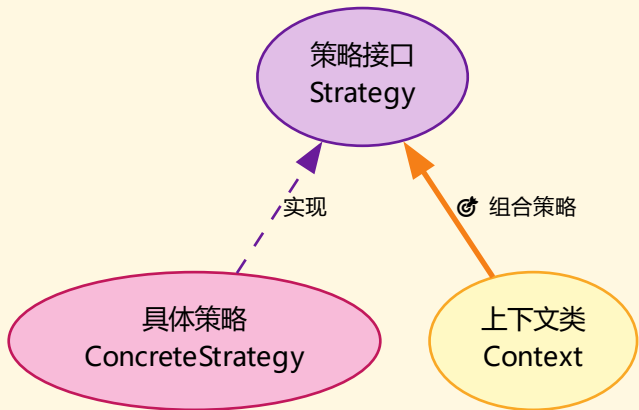 策略接口
Strategy
实现
🎯 组合策略
具体策略
ConcreteStrategy
上下文类
Context